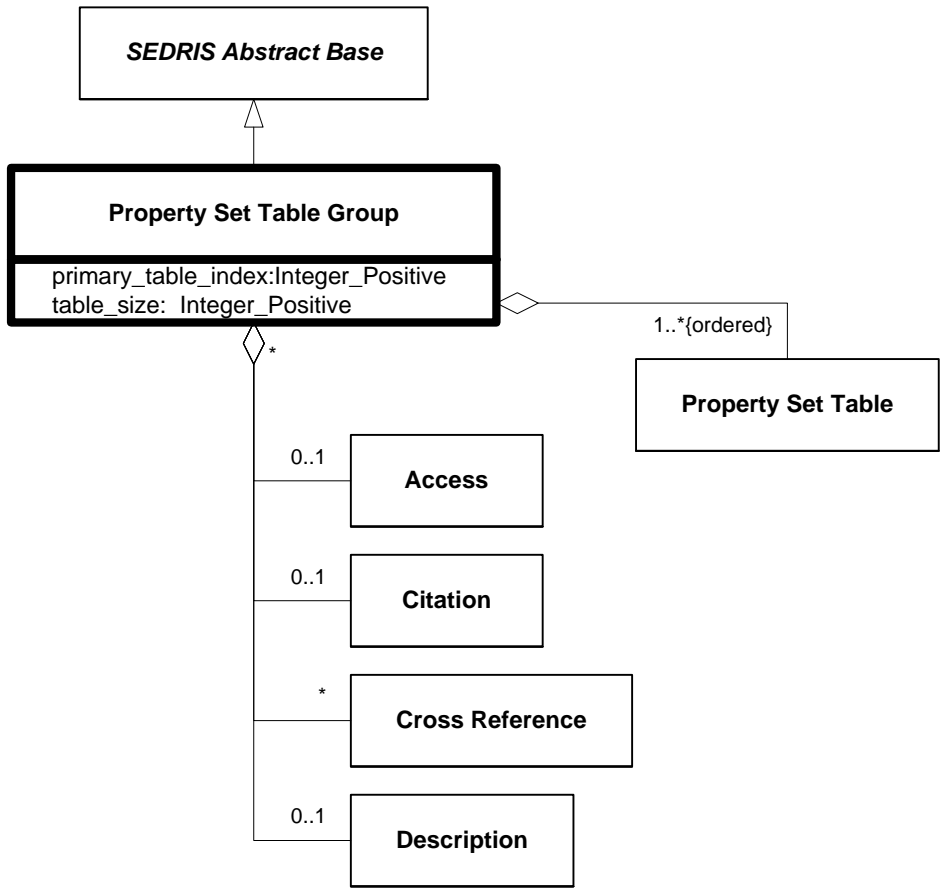 SEDRIS Abstract Base
Property Set Table Group
primary_table_index:Integer_Positive
table_size:  Integer_Positive
1..*{ordered}
*
Property Set Table
0..1
Access
0..1
Citation
*
Cross Reference
0..1
Description